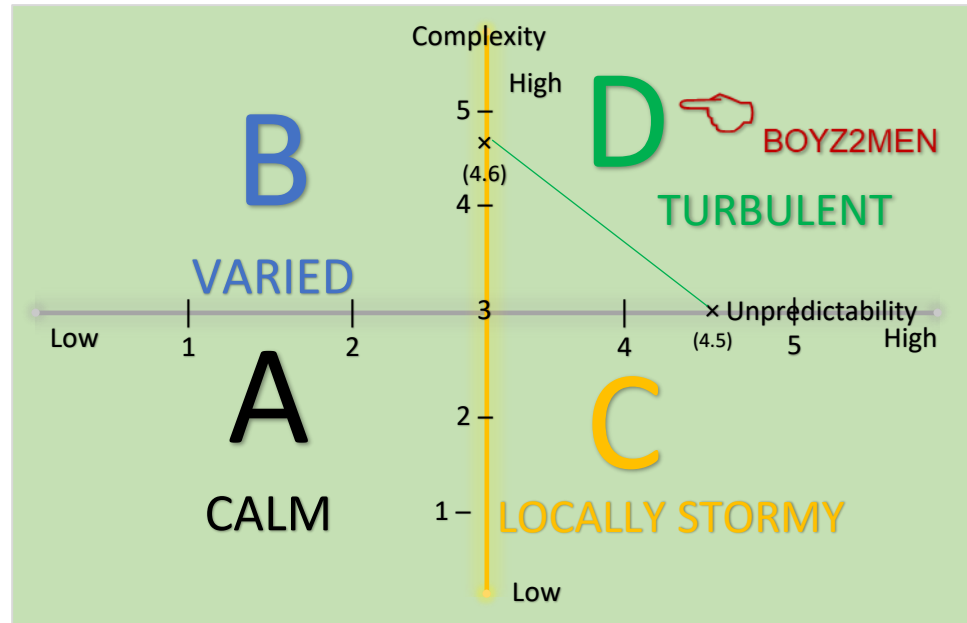 Complexity
High
5
D
BOYZ2MEN
B
(4.6)
4
TURBULENT
VARIED
3
Unpredictability
Low
1
2
4
(4.5)
5
High
A
2
C
CALM
1
LOCALLY STORMY
Low